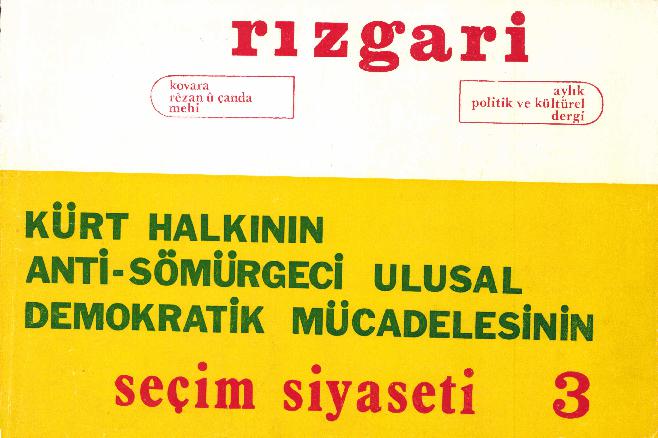 rızgari
kovara
rêzan û çanda
mehî
aylık
politik ve kültürel
dergi
KÜRT HALKININ
ANTİ-SÖMÜRGECİ ULUSAL
DEMOKRATİK MÜCADELESİNİN
seçim siyaseti 3